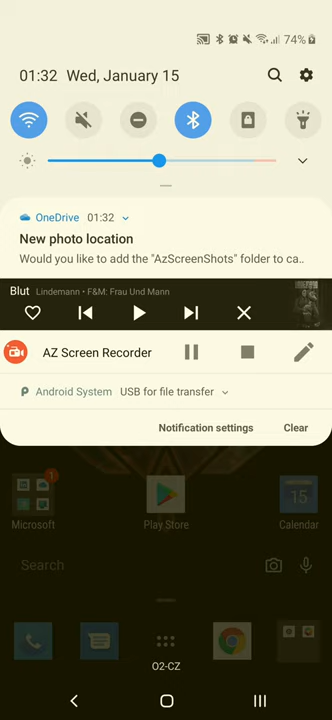 74%
01:32 Wed, January 15
OneDrive 01:32
New photo location
Would you like to add the "AzScreenShots" folder to ca..
Blut Lindemann • F&M: Frau Und Mann
AZ Screen Recorder
Android System USB for file transfer
Notification settings Clear
1
15
Microsoft Play Store Calendar
Search
O2-CZ